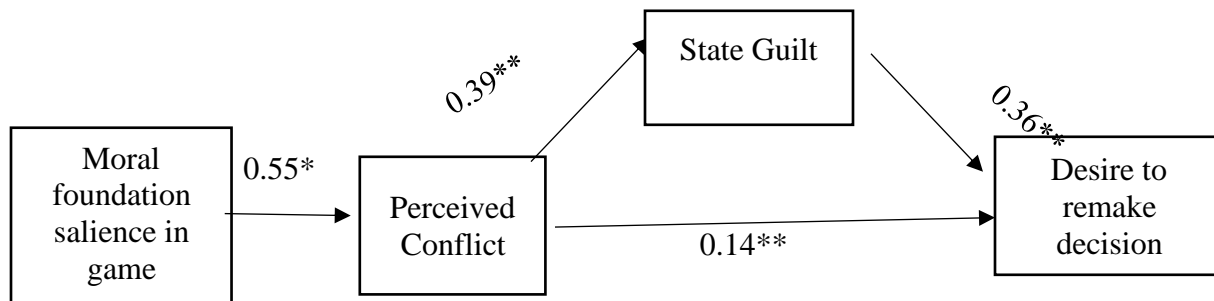 State Guilt
0.39**
0.36**
Moral
foundation
salience in
game
0.55*
Perceived
Conflict
0.14**
Desire to
remake
decision